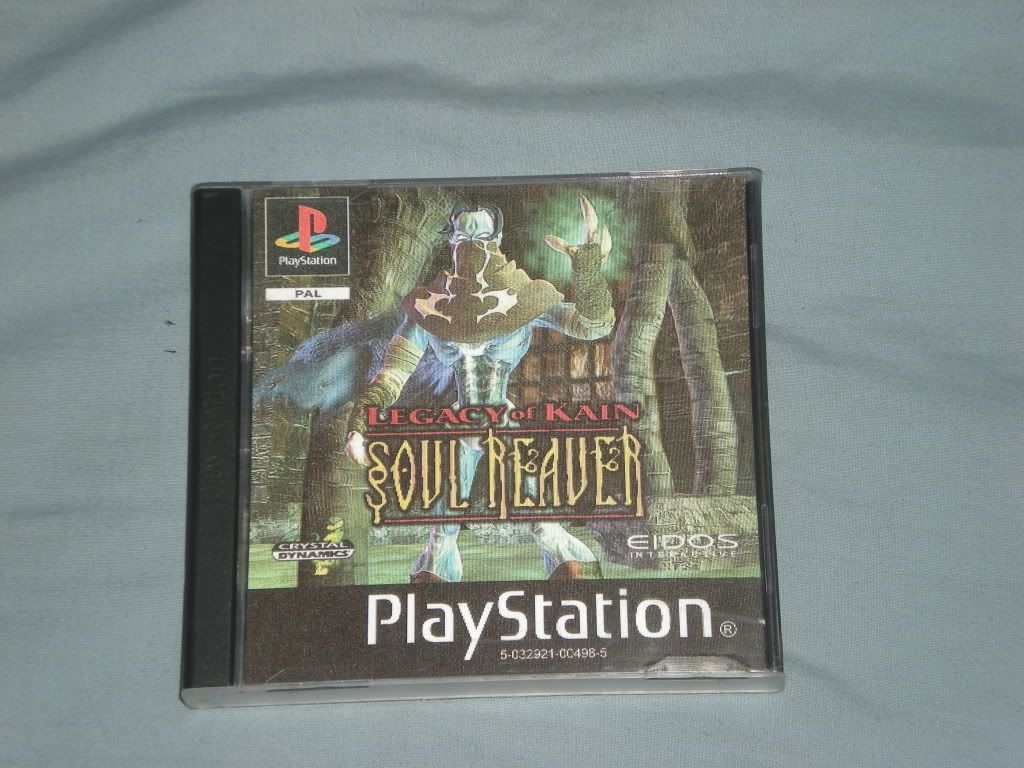 PlayStation
PAL
LEGACY of KAIN
SOUL REAVER
CRYSTAL
DYNAMICS
EIDOS
INTERACTIVE
PlayStation®
5-032921-00498-5